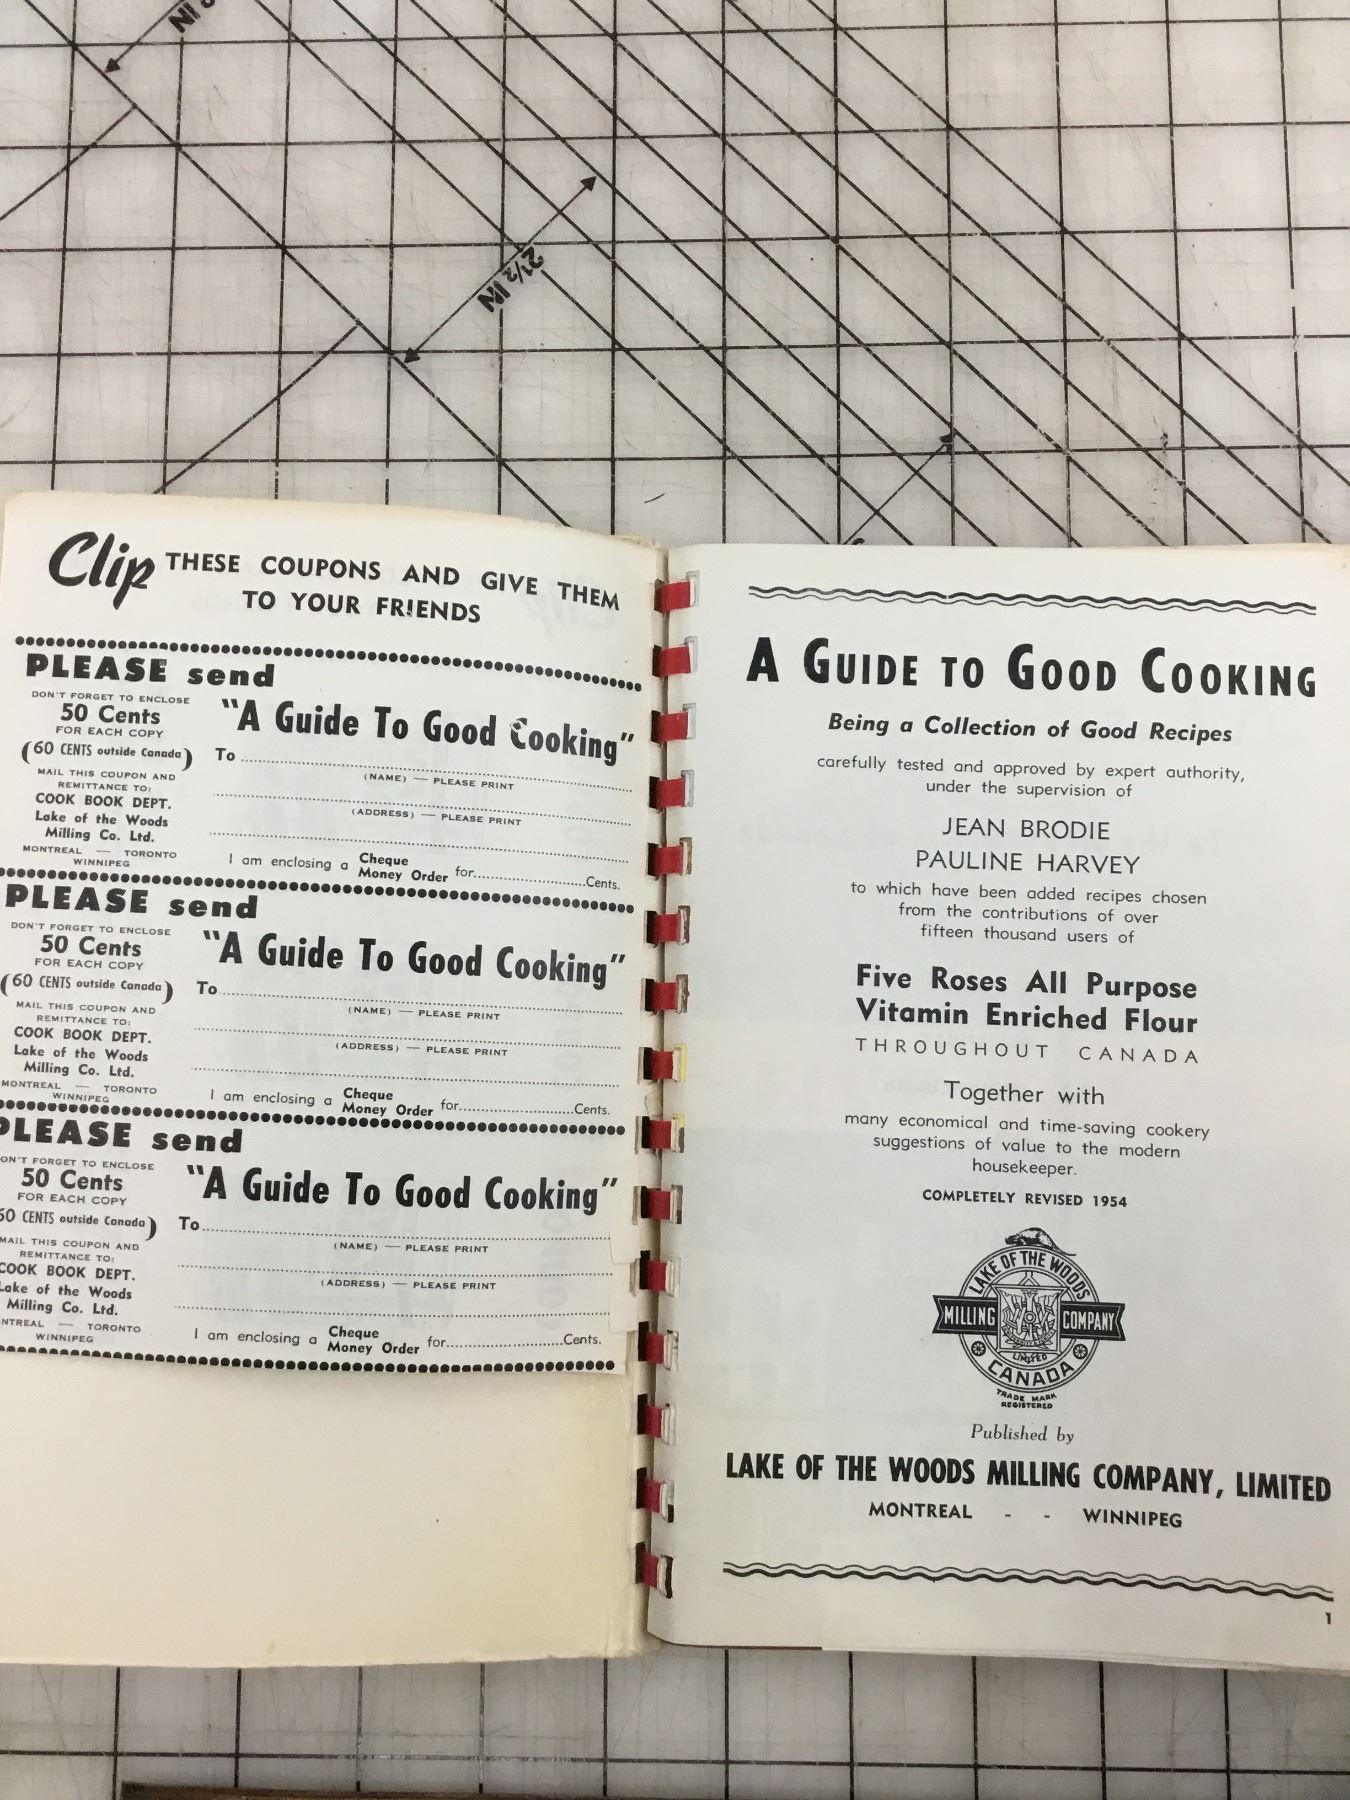 IN
2½ IN
Clip THESE COUPONS AND GIVE THEM
TO YOUR FRIENDS
PLEASE send
DON'T FORGET TO ENCLOSE
50 Cents
FOR EACH COPY
(60 CENTS outside Canada)
MAIL THIS COUPON AND
REMITTANCE TO:
COOK BOOK DEPT.
Lake of the Woods
Milling Co. Ltd.
MONTREAL — TORONTO
WINNIPEG
"A Guide To Good Cooking"
To
(NAME) — PLEASE PRINT
(ADDRESS) — PLEASE PRINT
I am enclosing a Cheque
Money Order for Cents.
PLEASE send
DON'T FORGET TO ENCLOSE
50 Cents
FOR EACH COPY
(60 CENTS outside Canada)
MAIL THIS COUPON AND
REMITTANCE TO:
COOK BOOK DEPT.
Lake of the Woods
Milling Co. Ltd.
MONTREAL — TORONTO
WINNIPEG
"A Guide To Good Cooking"
To
(NAME) — PLEASE PRINT
(ADDRESS) — PLEASE PRINT
I am enclosing a Cheque
Money Order for Cents.
PLEASE send
ON'T FORGET TO ENCLOSE
50 Cents
FOR EACH COPY
60 CENTS outside Canada)
MAIL THIS COUPON AND
REMITTANCE TO:
COOK BOOK DEPT.
Lake of the Woods
Milling Co. Ltd.
NTREAL — TORONTO
WINNIPEG
"A Guide To Good Cooking"
To
(NAME) — PLEASE PRINT
(ADDRESS) — PLEASE PRINT
I am enclosing a Cheque
Money Order for Cents.
A GUIDE TO GOOD COOKING
Being a Collection of Good Recipes
carefully tested and approved by expert authority,
under the supervision of
JEAN BRODIE
PAULINE HARVEY
to which have been added recipes chosen
from the contributions of over
fifteen thousand users of
Five Roses All Purpose
Vitamin Enriched Flour
THROUGHOUT CANADA
Together with
many economical and time-saving cookery
suggestions of value to the modern
housekeeper.
COMPLETELY REVISED 1954
LAKE OF THE WOODS
MILLING COMPANY
LIMITED
CANADA
TRADE MARK
REGISTERED
Published by
LAKE OF THE WOODS MILLING COMPANY, LIMITED
MONTREAL - - WINNIPEG
1